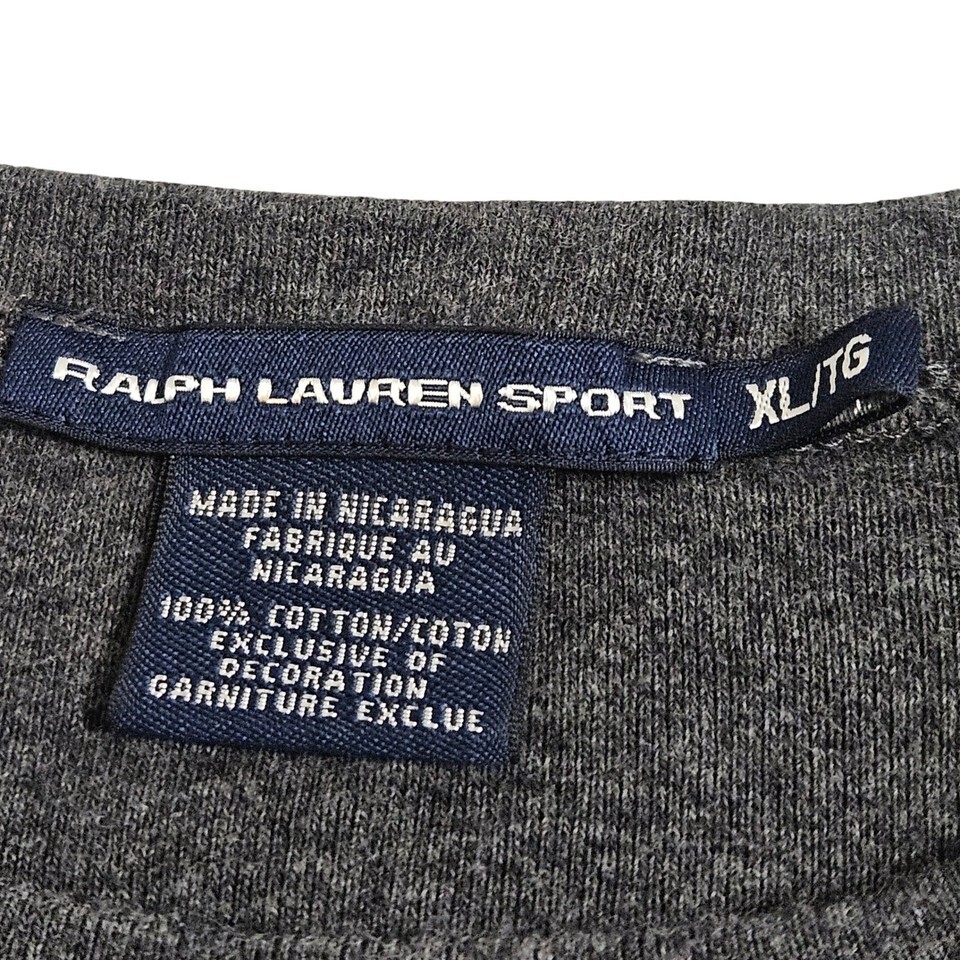 RALPH LAUREN SPORT XL/TG
MADE IN NICARAGUA
FABRIQUE AU
NICARAGUA
100% COTTON/COTON
EXCLUSIVE OF
DECORATION
GARNITURE EXCLUE